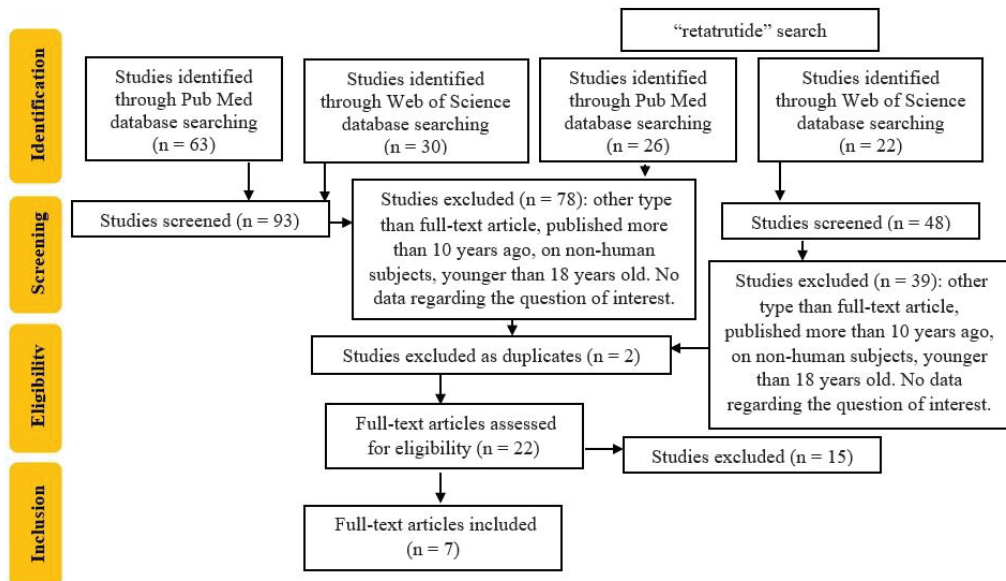 "retatrutide" search
Identification
Studies identified
through Pub Med
database searching
(n = 63)
Studies identified
through Web of Science
database searching
(n = 30)
Studies identified
through Pub Med
database searching
(n = 26)
Studies identified
through Web of Science
database searching
(n = 22)
Screening
Studies screened (n = 93)
Studies excluded (n = 78): other
type than full-text article,
published more than 10 years
ago, on non-human
subjects, younger than 18 years old. No
data regarding the question of interest.
Studies screened (n = 48)
Studies excluded (n = 39): other
type than full-text article,
published more than 10 years ago,
on non-human subjects, younger
than 18 years old. No data
regarding the question of interest.
Eligibility
Studies excluded as duplicates (n = 2)
Full-text articles assessed
for eligibility (n = 22)
Studies excluded (n = 15)
Inclusion
Full-text articles included
(n = 7)